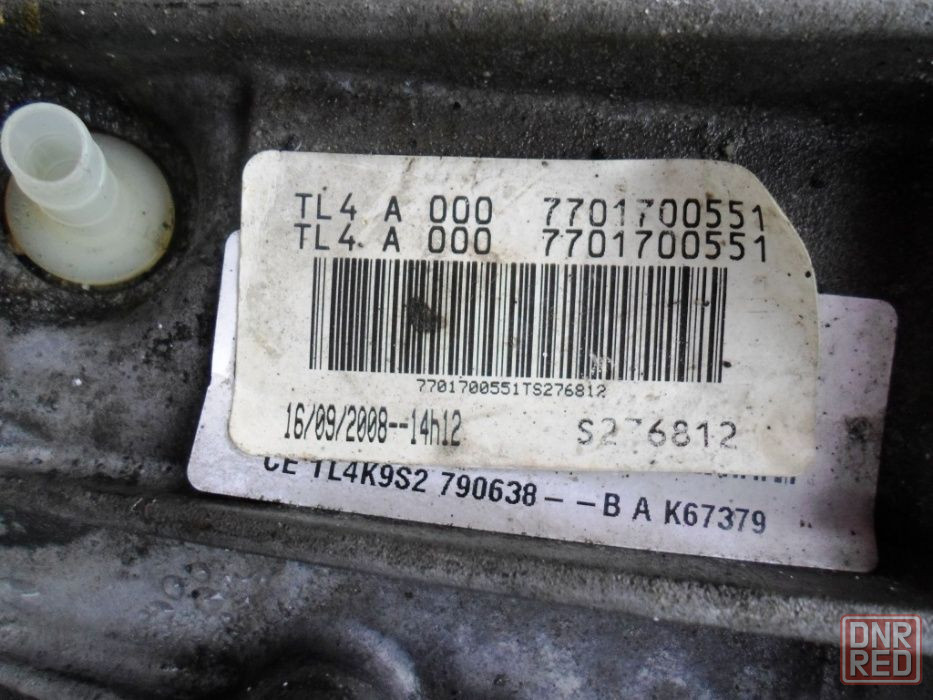 TL4 A 000 7701700551
TL4 A 000 7701700551
7701700551TS276812
16/09/2008--14h12 S276812
CE TL4K9S2 790638 – –B A K67379
DNR
RED